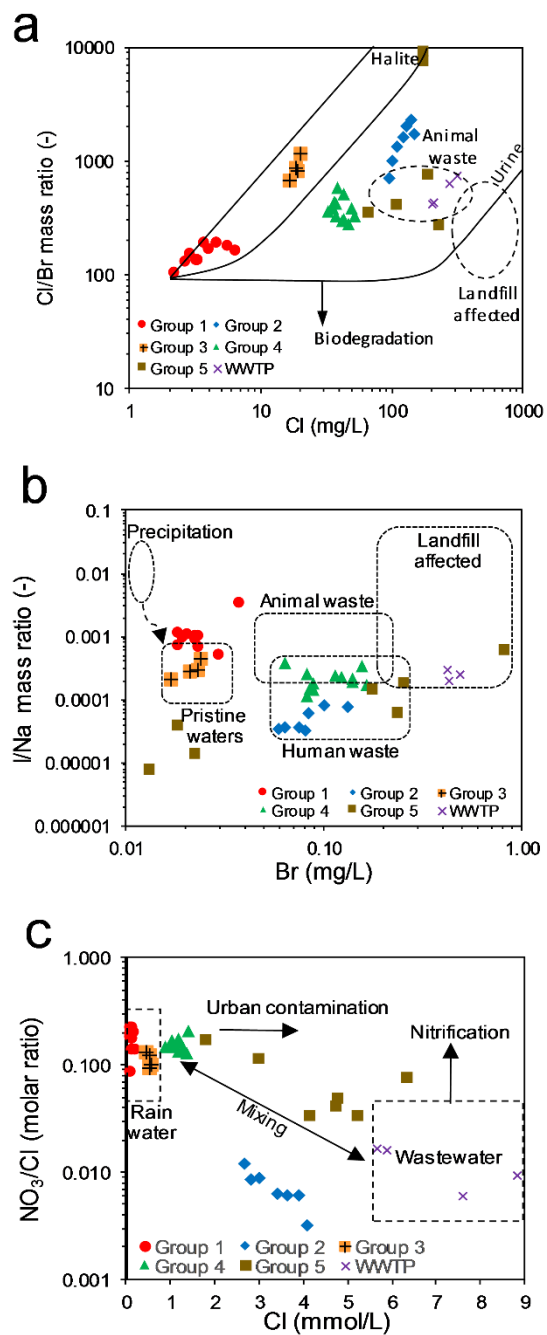 a
Cl/Br mass ratio (-)
10000
1000
100
10
Halite
Animal
waste
Urine
Landfill
affected
Biodegradation
Group 1
Group 2
Group 3
Group 4
Group 5
WWTP
1
10
100
1000
Cl (mg/L)
b
I/Na mass ratio (-)
0.1
0.01
0.001
0.0001
0.00001
0.000001
Precipitation
Landfill
affected
Animal waste
Pristine
waters
Human waste
Group 1
Group 2
Group 3
Group 4
Group 5
WWTP
0.01
0.10
1.00
Br (mg/L)
c
NO3/Cl (molar ratio)
1.000
0.100
0.010
0.001
Urban contamination
Nitrification
Rain
water
Mixing
Wastewater
Group 1
Group 2
Group 3
Group 4
Group 5
WWTP
0 1 2 3 4 5 6 7 8 9
Cl (mmol/L)